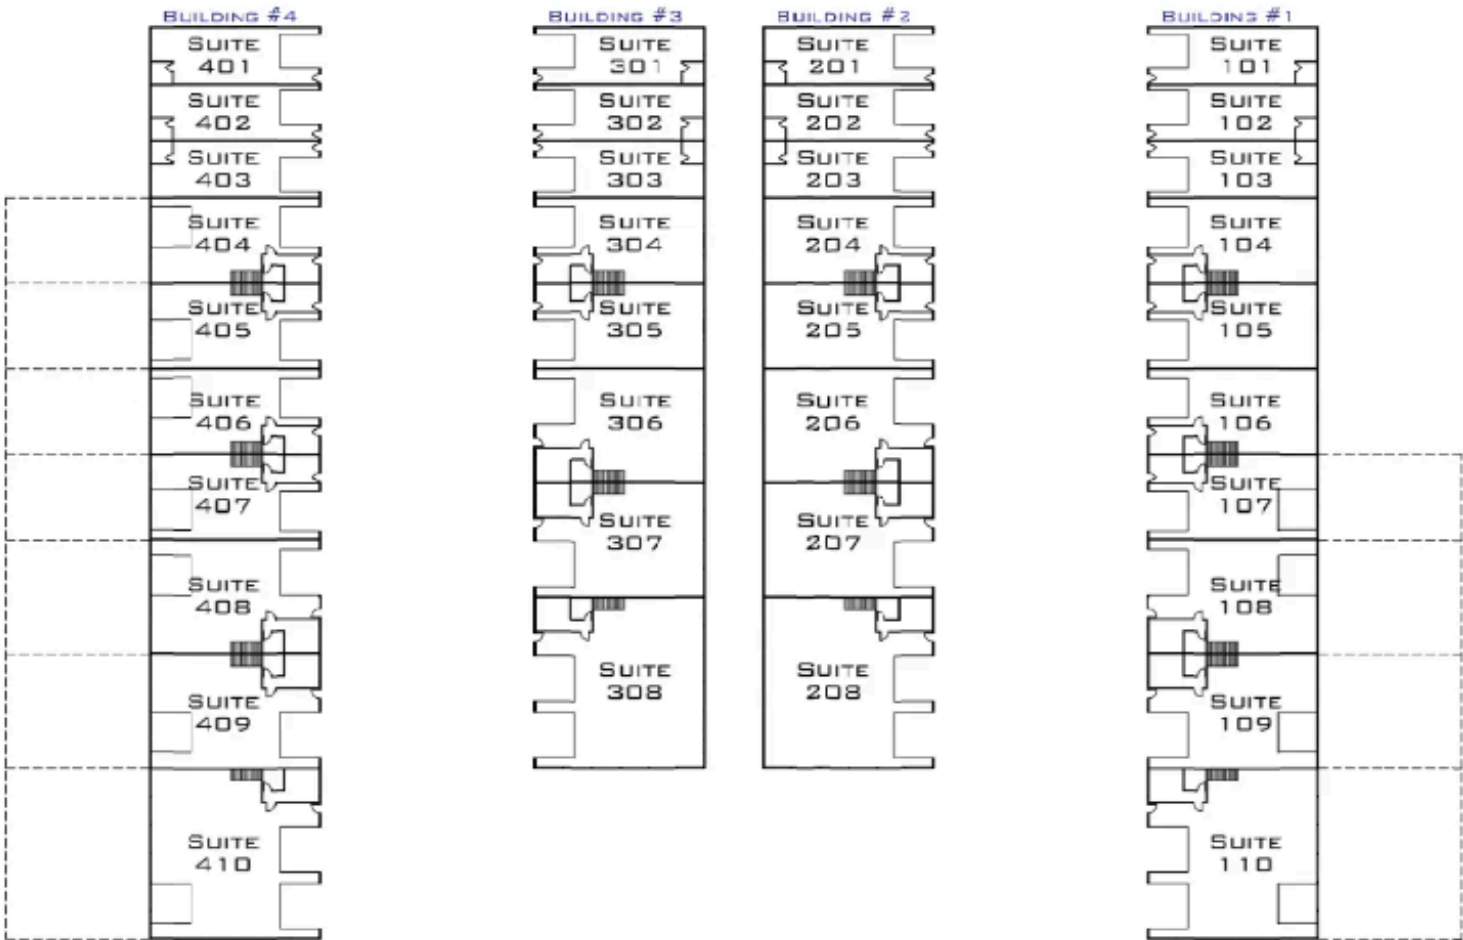 BUILDING #4
SUITE
401
SUITE
402
SUITE
403
SUITE
404
SUITE
405
SUITE
406
SUITE
407
SUITE
408
SUITE
409
SUITE
410
BUILDING #3
SUITE
301
SUITE
302
SUITE
303
SUITE
304
SUITE
305
SUITE
306
SUITE
307
SUITE
308
BUILDING #2
SUITE
201
SUITE
202
SUITE
203
SUITE
204
SUITE
205
SUITE
206
SUITE
207
SUITE
208
BUILDING #1
SUITE
101
SUITE
102
SUITE
103
SUITE
104
SUITE
105
SUITE
106
SUITE
107
SUITE
108
SUITE
109
SUITE
110